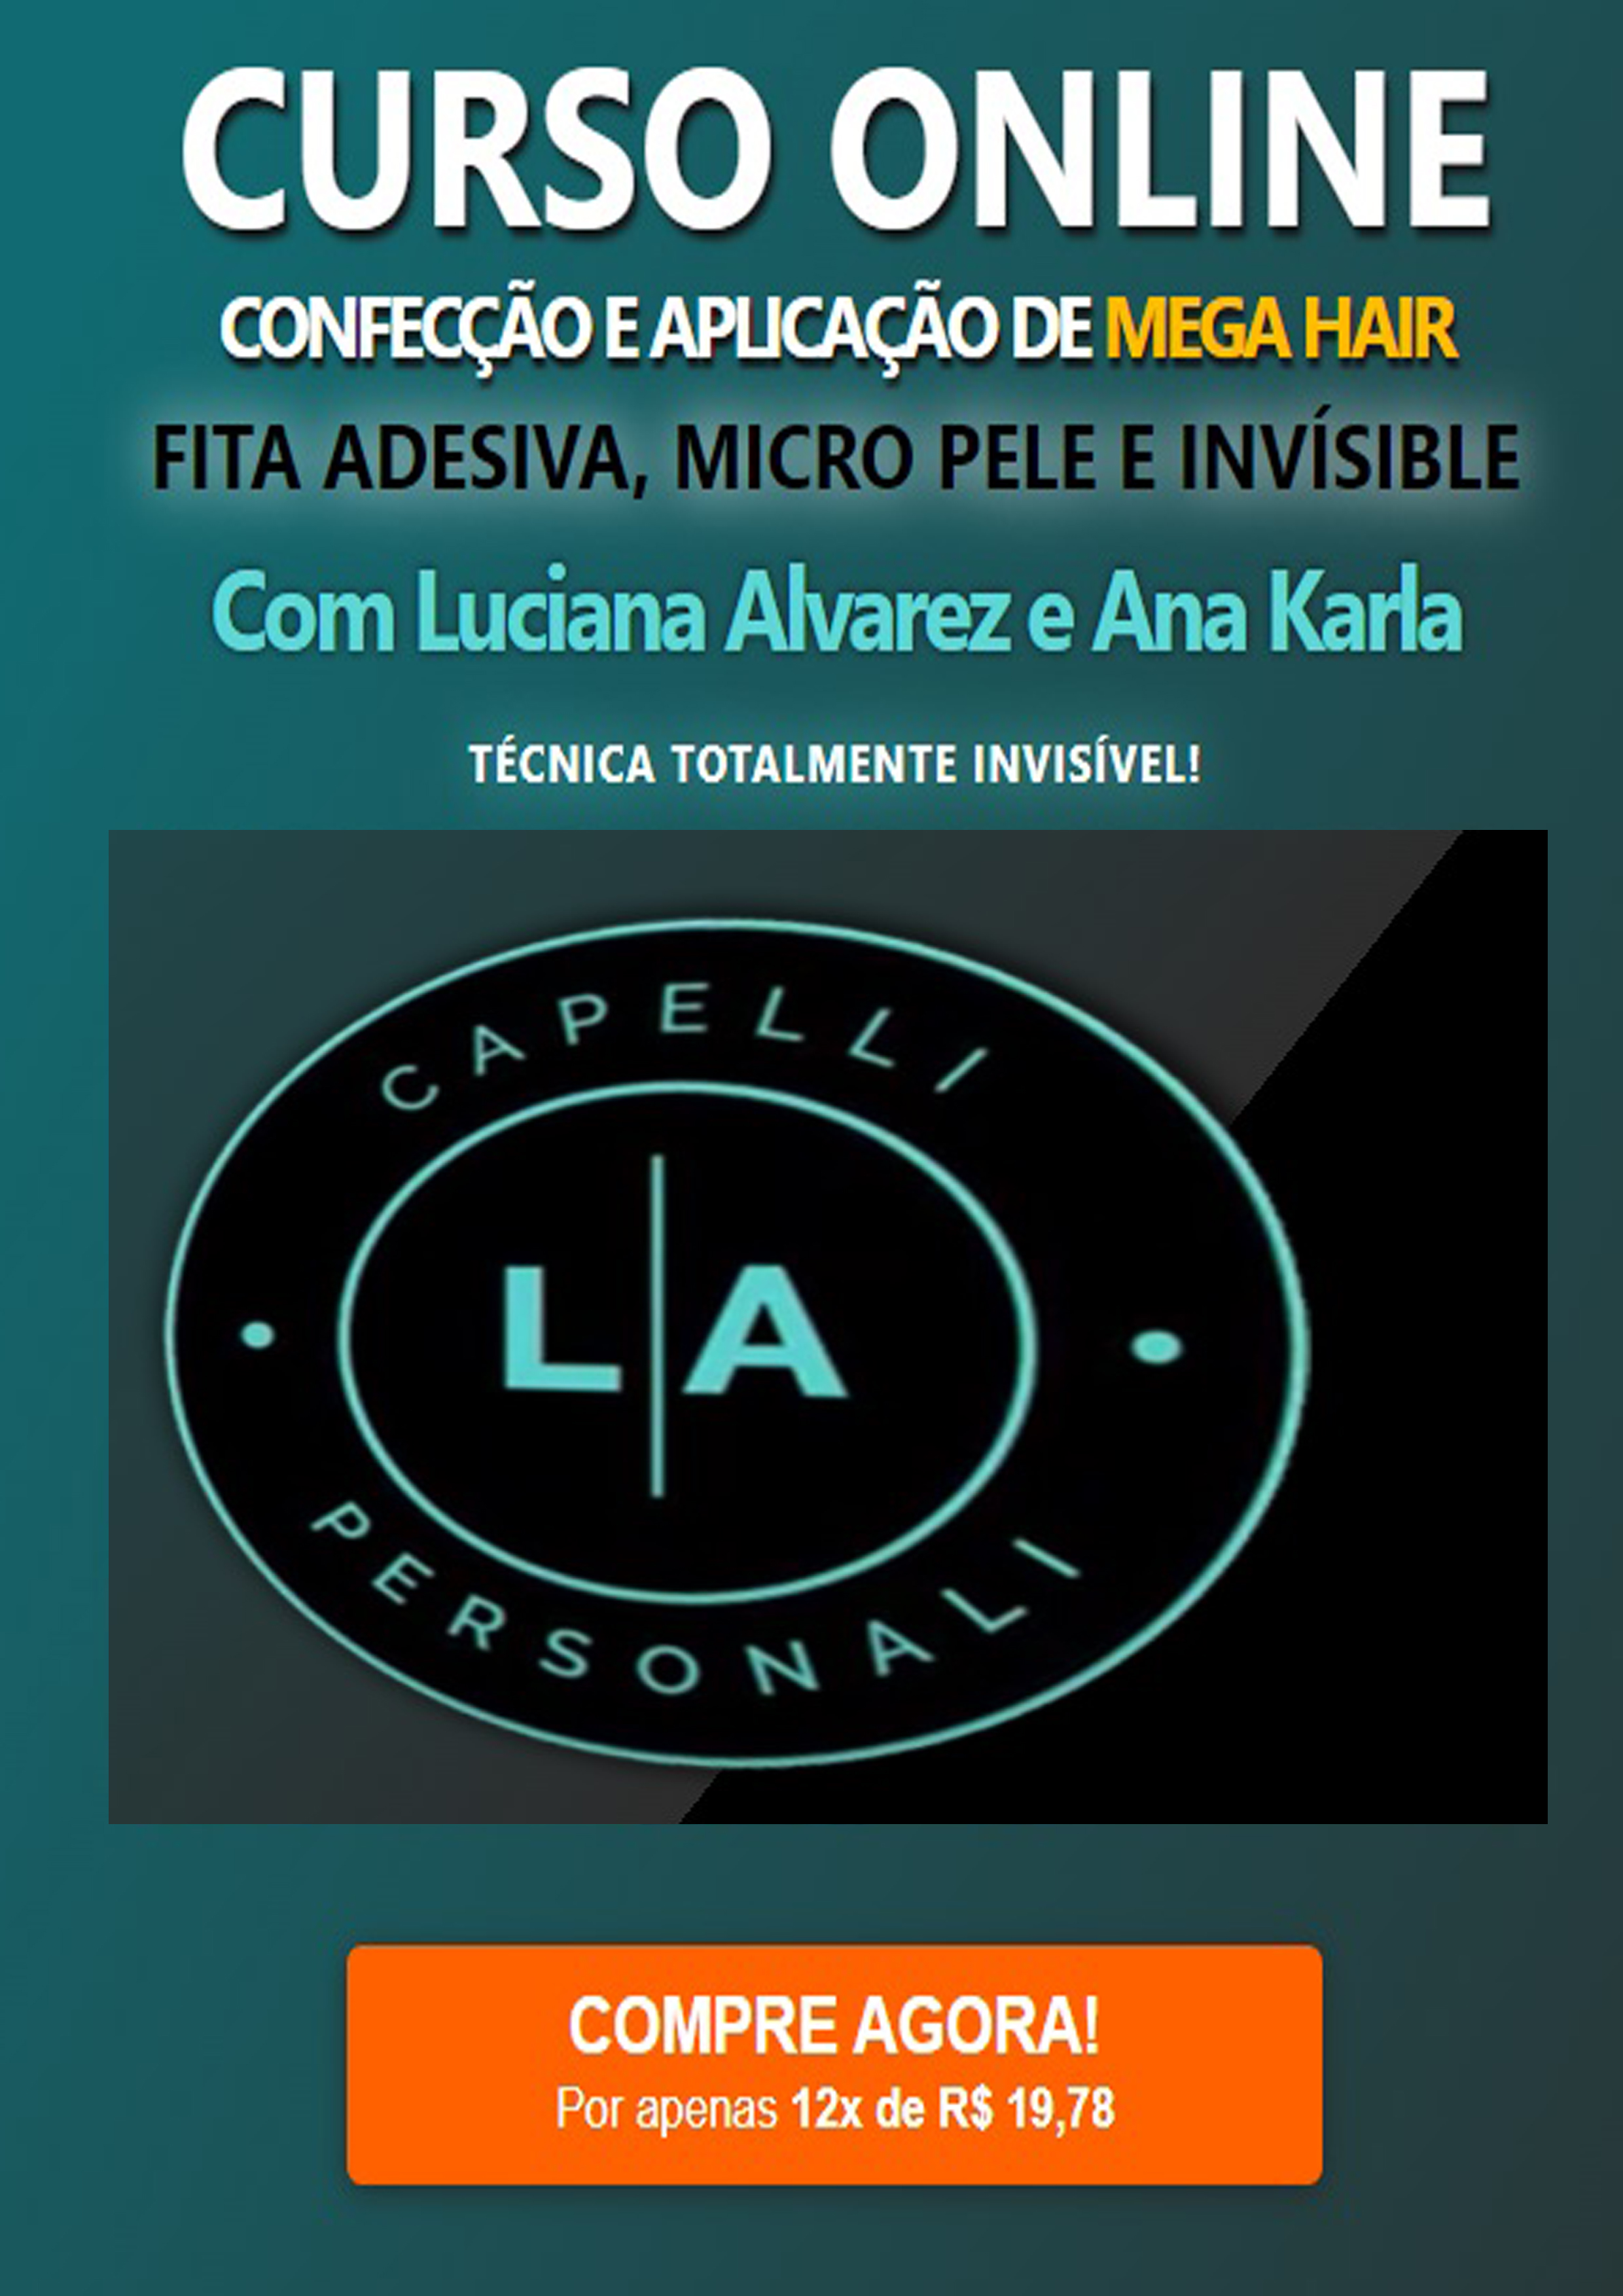 CURSO ONLINE
CONFECÇÃO E APLICAÇÃO DE MEGA HAIR
FITA ADESIVA, MICRO PELE E INVÍSIBLE
Com Luciana Alvarez e Ana Karla
TÉCNICA TOTALMENTE INVISÍVEL!
CAPELLI
L|A
PERSONALI
COMPRE AGORA!
Por apenas 12x de R$ 19,78